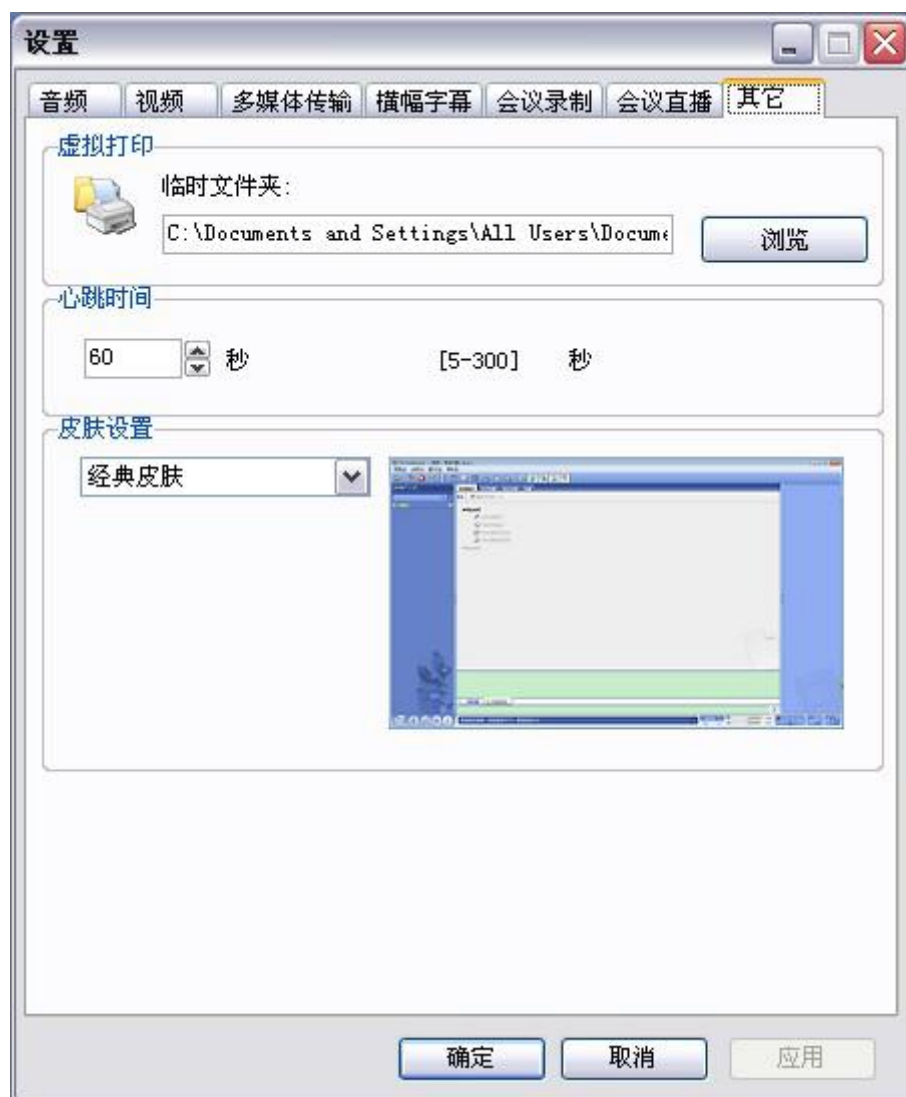 设置
音频 视频 多媒体传输 横幅字幕 会议录制 会议直播 其它
虚拟打印
临时文件夹:
C:\Documents and Settings\All Users\Docume
浏览
心跳时间
60 秒 [5-300] 秒
皮肤设置
经典皮肤
确定 取消 应用